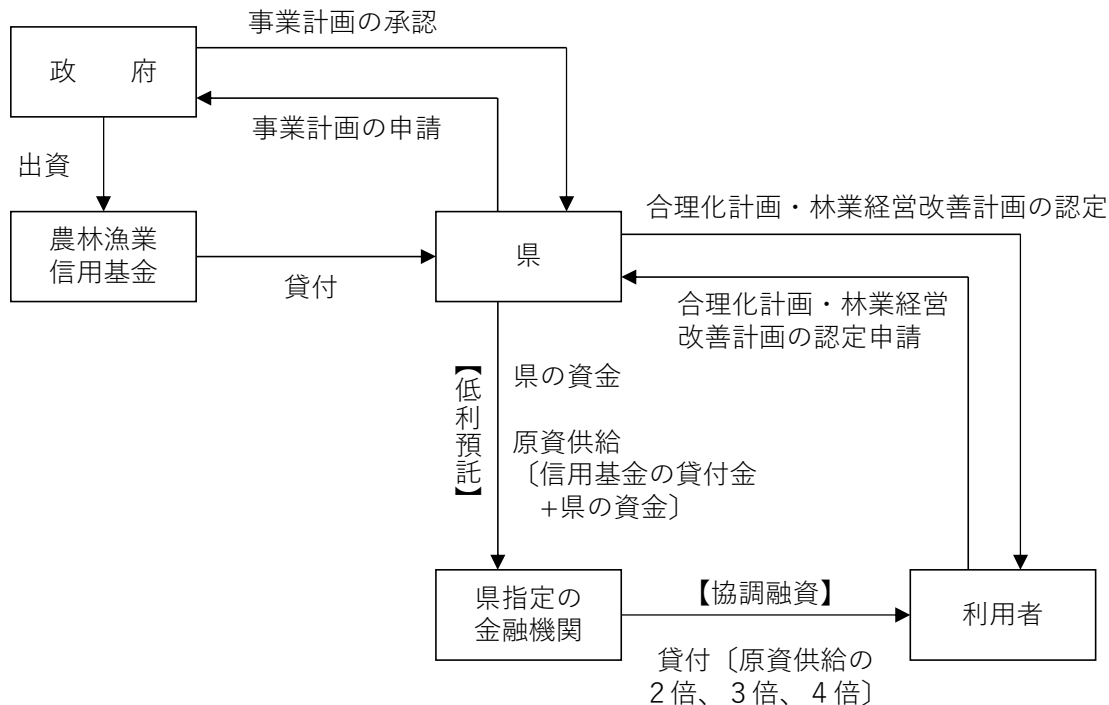 事業計画の承認
政　　府
事業計画の申請
出資
農林漁業
信用基金
貸付
県
合理化計画・林業経営改善計画の認定
合理化計画・林業経営
改善計画の認定申請
【低利預託】
県の資金
原資供給
〔信用基金の貸付金
+県の資金〕
県指定の
金融機関
【協調融資】
利用者
貸付〔原資供給の
２倍、３倍、４倍〕